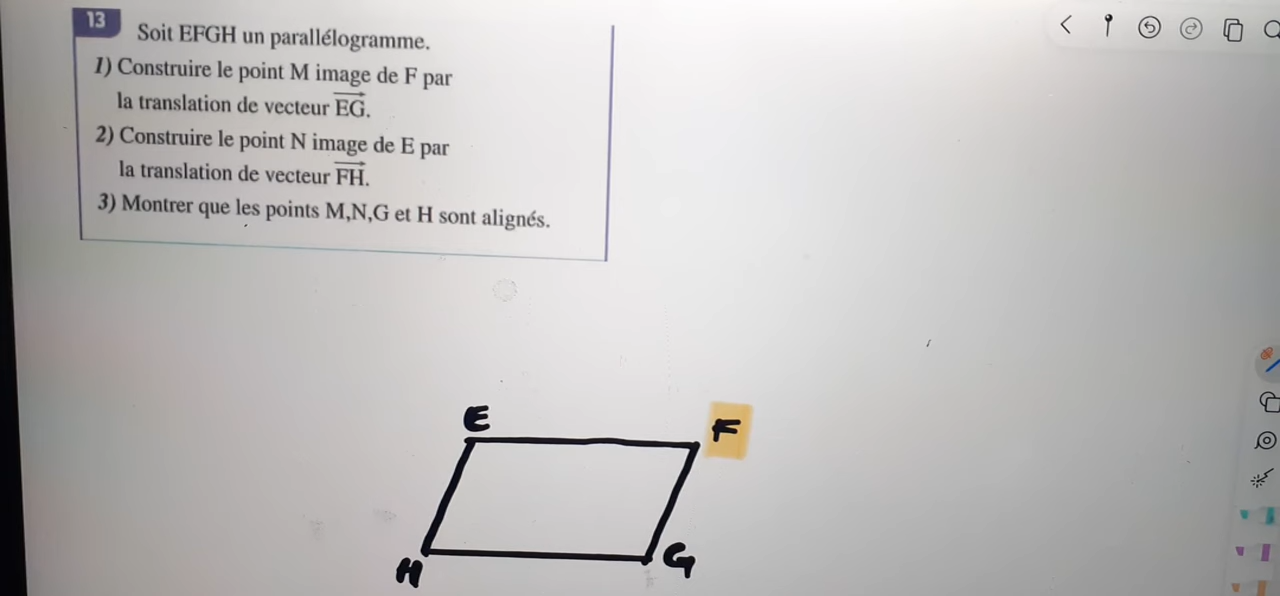 13
Soit EFGH un parallélogramme.
1) Construire le point M image de F par
la translation de vecteur EG.
2) Construire le point N image de E par
la translation de vecteur FH.
3) Montrer que les points M,N,G et H sont alignés.
E
F
H
G